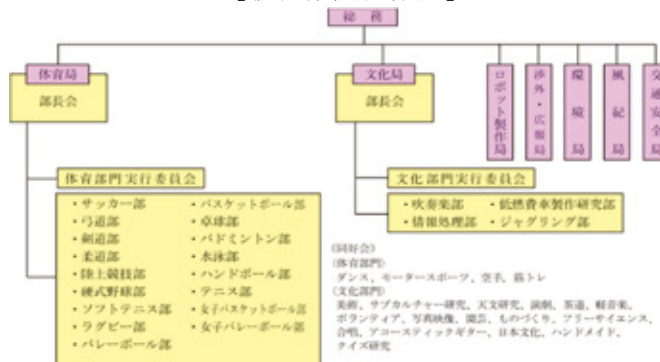 総務
体育局
部長会
文化局
部長会
ロボット製作局
渉外・広報局
環境局
風紀局
交通安全局
体育部門実行委員会
・サッカー部 ・バスケットボール部
・弓道部 ・卓球部
・剣道部 ・バドミントン部
・柔道部 ・水泳部
・陸上競技部 ・ハンドボール部
・硬式野球部 ・テニス部
・ソフトテニス部 ・女子バスケットボール部
・ラグビー部 ・女子バレーボール部
・バレーボール部
文化部門実行委員会
・吹奏楽部 ・低燃費車製作研究部
・情報処理部 ・ジャグリング部
《同好会》
(体育部門)
ダンス、モータースポーツ、空手、筋トレ
(文化部門)
美術、サブカルチャー研究、天文研究、演劇、茶道、軽音楽、
ボランティア、写真映像、園芸、ものづくり、フリーサイエンス、
合唱、アコースティックギター、日本文化、ハンドメイド、
クイズ研究